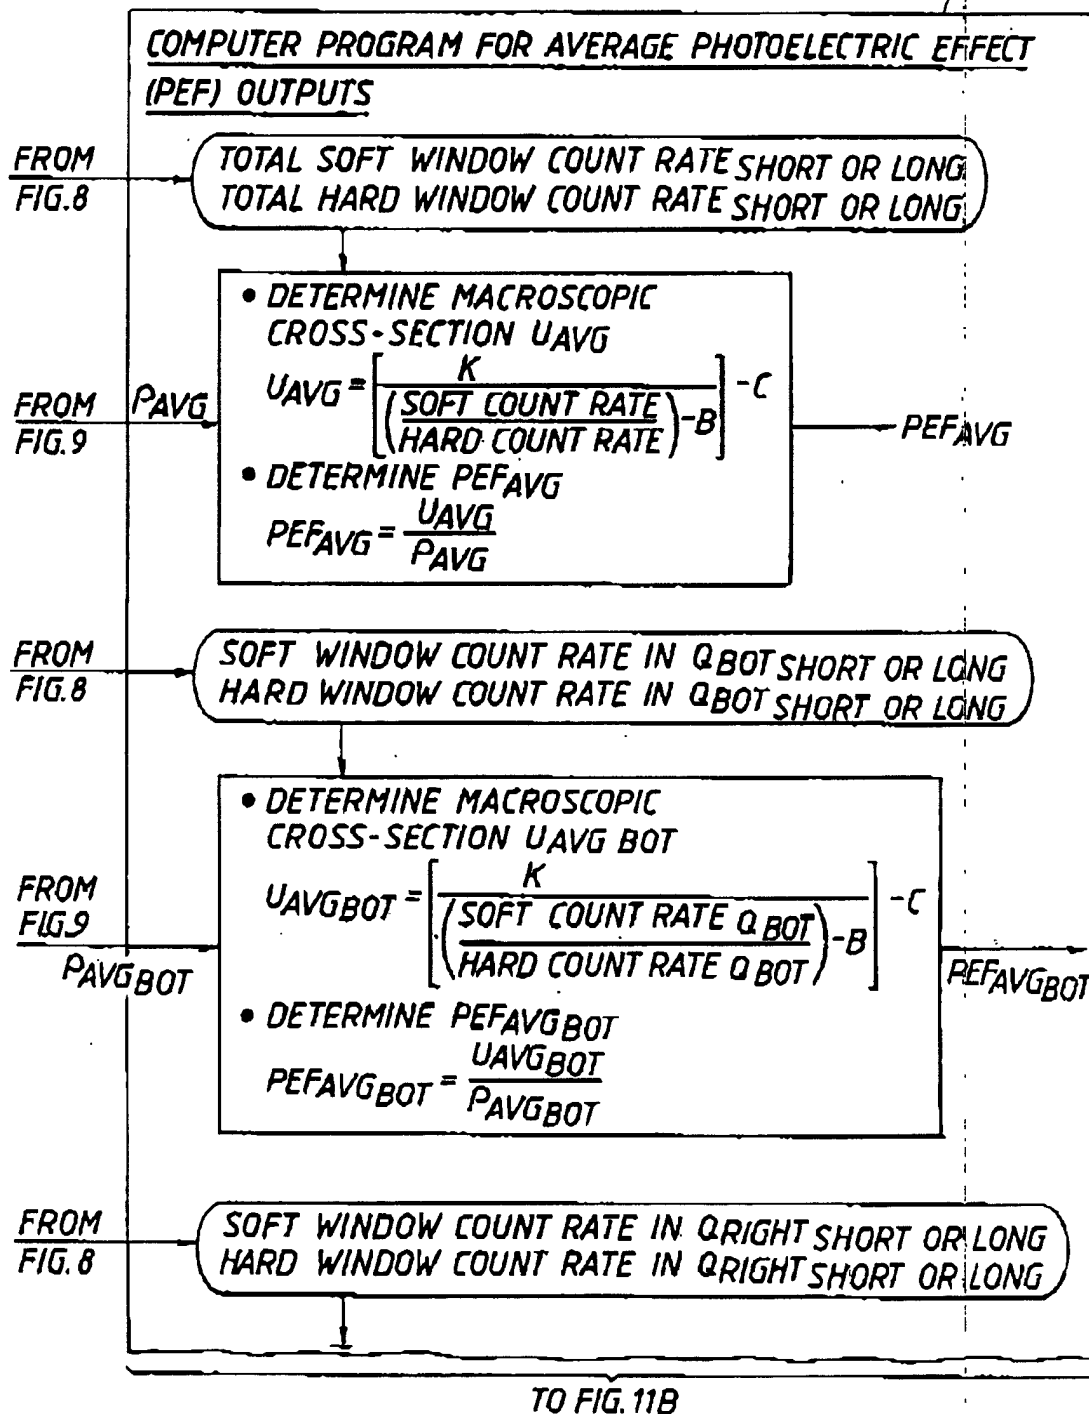 COMPUTER PROGRAM FOR AVERAGE PHOTOELECTRIC EFFECT
(PEF) OUTPUTS
FROM
FIG.8
TOTAL SOFT WINDOW COUNT RATE SHORT OR LONG
TOTAL HARD WINDOW COUNT RATE SHORT OR LONG
• DETERMINE MACROSCOPIC
CROSS-SECTION UAVG
UAVG = [K / ((SOFT COUNT RATE / HARD COUNT RATE) -B)] -C
FROM
FIG.9
ρAVG
• DETERMINE PEFAVG
PEFAVG = UAVG / ρAVG
PEFAVG
FROM
FIG.8
SOFT WINDOW COUNT RATE IN QBOT SHORT OR LONG
HARD WINDOW COUNT RATE IN QBOT SHORT OR LONG
• DETERMINE MACROSCOPIC
CROSS-SECTION UAVG BOT
UAVGBOT = [K / ((SOFT COUNT RATE QBOT / HARD COUNT RATE QBOT) -B)] -C
FROM
FIG.9
ρAVGBOT
PEFAVGBOT
• DETERMINE PEFAVGBOT
PEFAVGBOT = UAVGBOT / ρAVGBOT
FROM
FIG.8
SOFT WINDOW COUNT RATE IN QRIGHT SHORT OR LONG
HARD WINDOW COUNT RATE IN QRIGHT SHORT OR LONG
TO FIG.11B